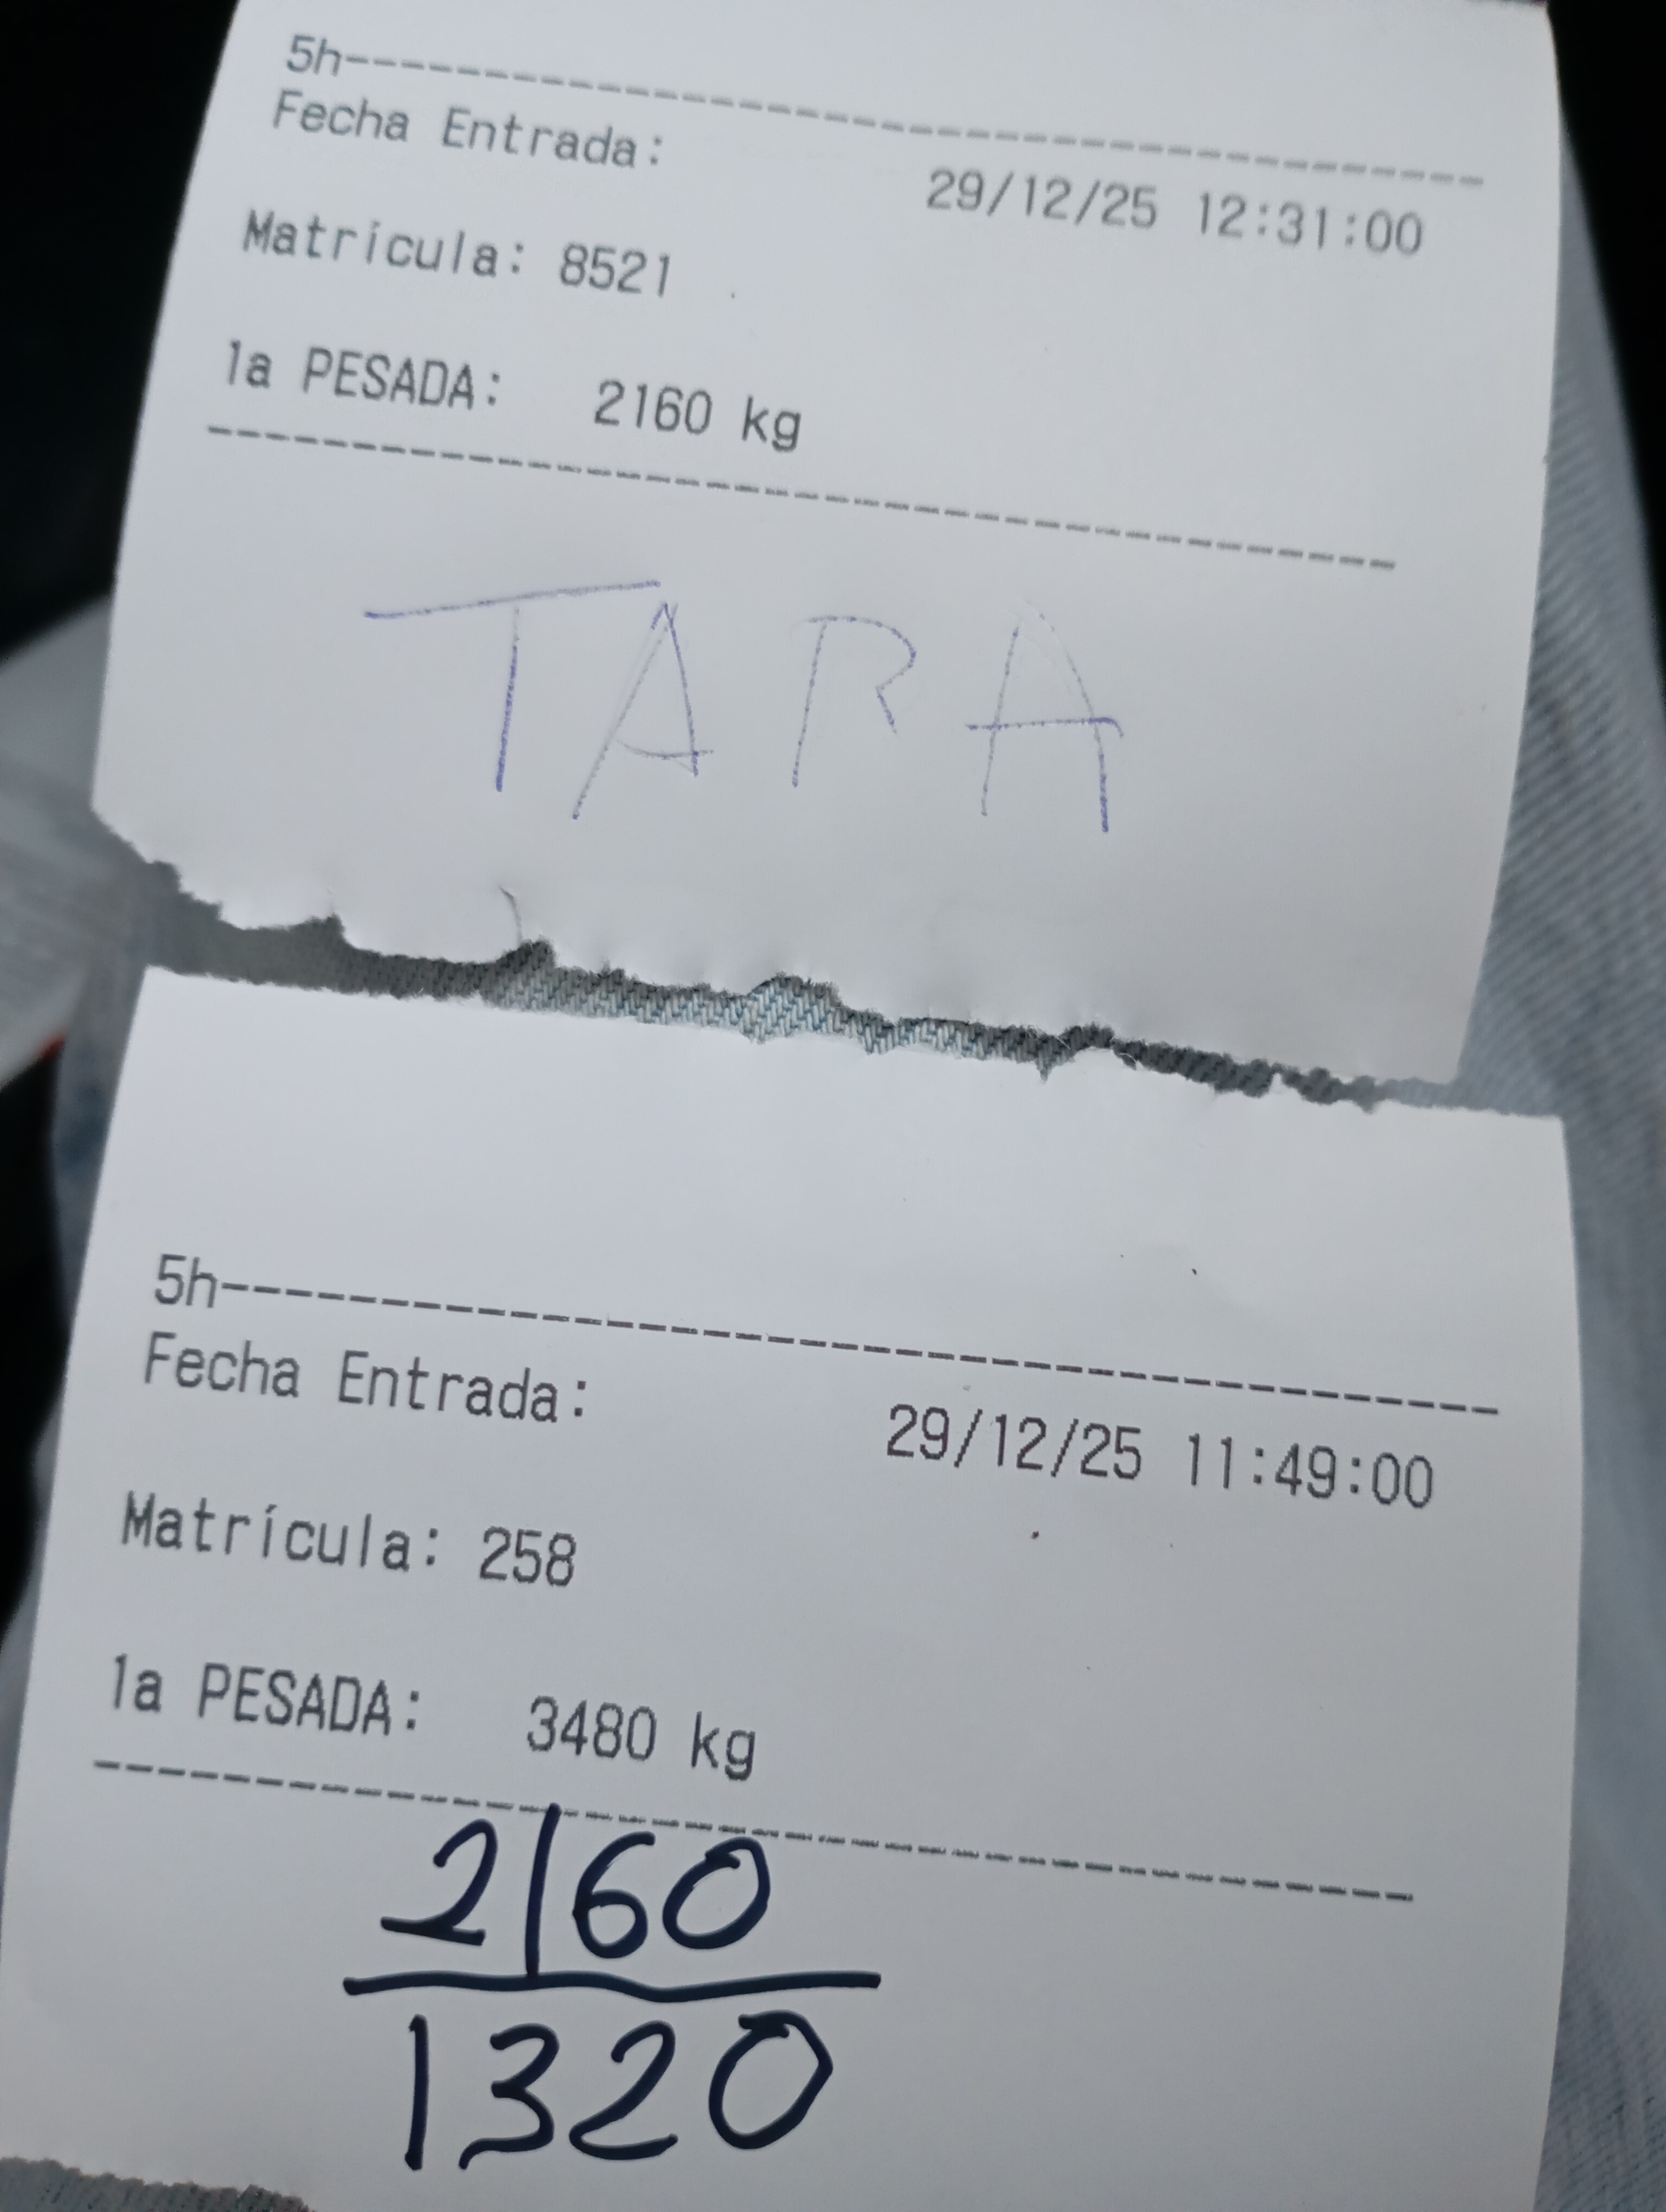 5h----------------------------------------
Fecha Entrada:
29/12/25 12:31:00
Matrícula: 8521
1a PESADA: 2160 kg
----------------------------------------
TARA
5h----------------------------------------
Fecha Entrada:
29/12/25 11:49:00
Matrícula: 258
1a PESADA: 3480 kg
----------------------------------------
2160
1320